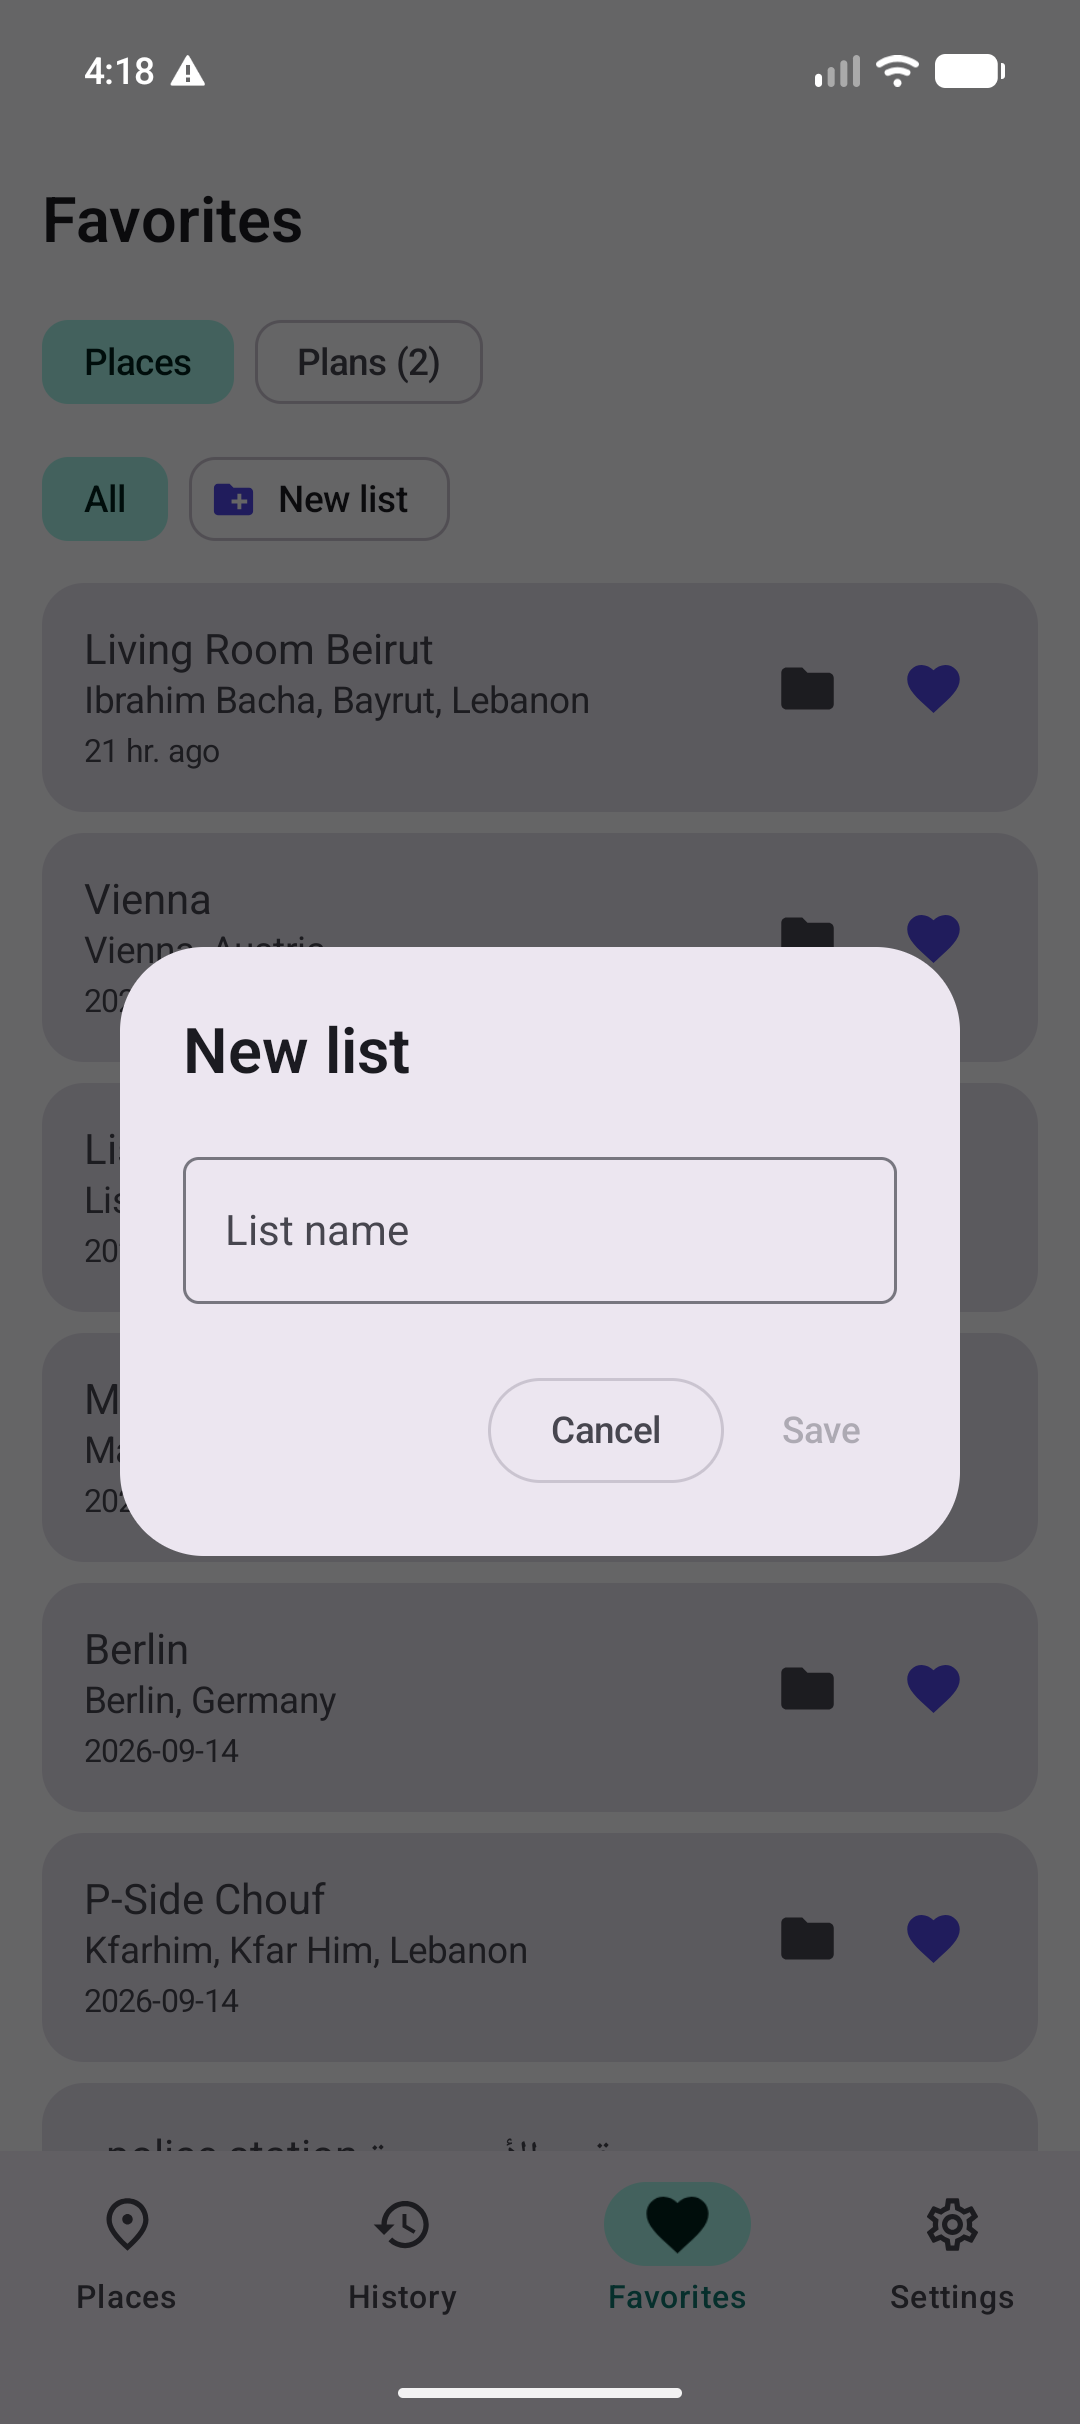 4:18
Favorites
Places
Plans (2)
All
New list
Living Room Beirut
Ibrahim Bacha, Bayrut, Lebanon
21 hr. ago
Vienna
New list
List name
Cancel
Save
Berlin
Berlin, Germany
2026-09-14
P-Side Chouf
Kfarhim, Kfar Him, Lebanon
2026-09-14
Places
History
Favorites
Settings